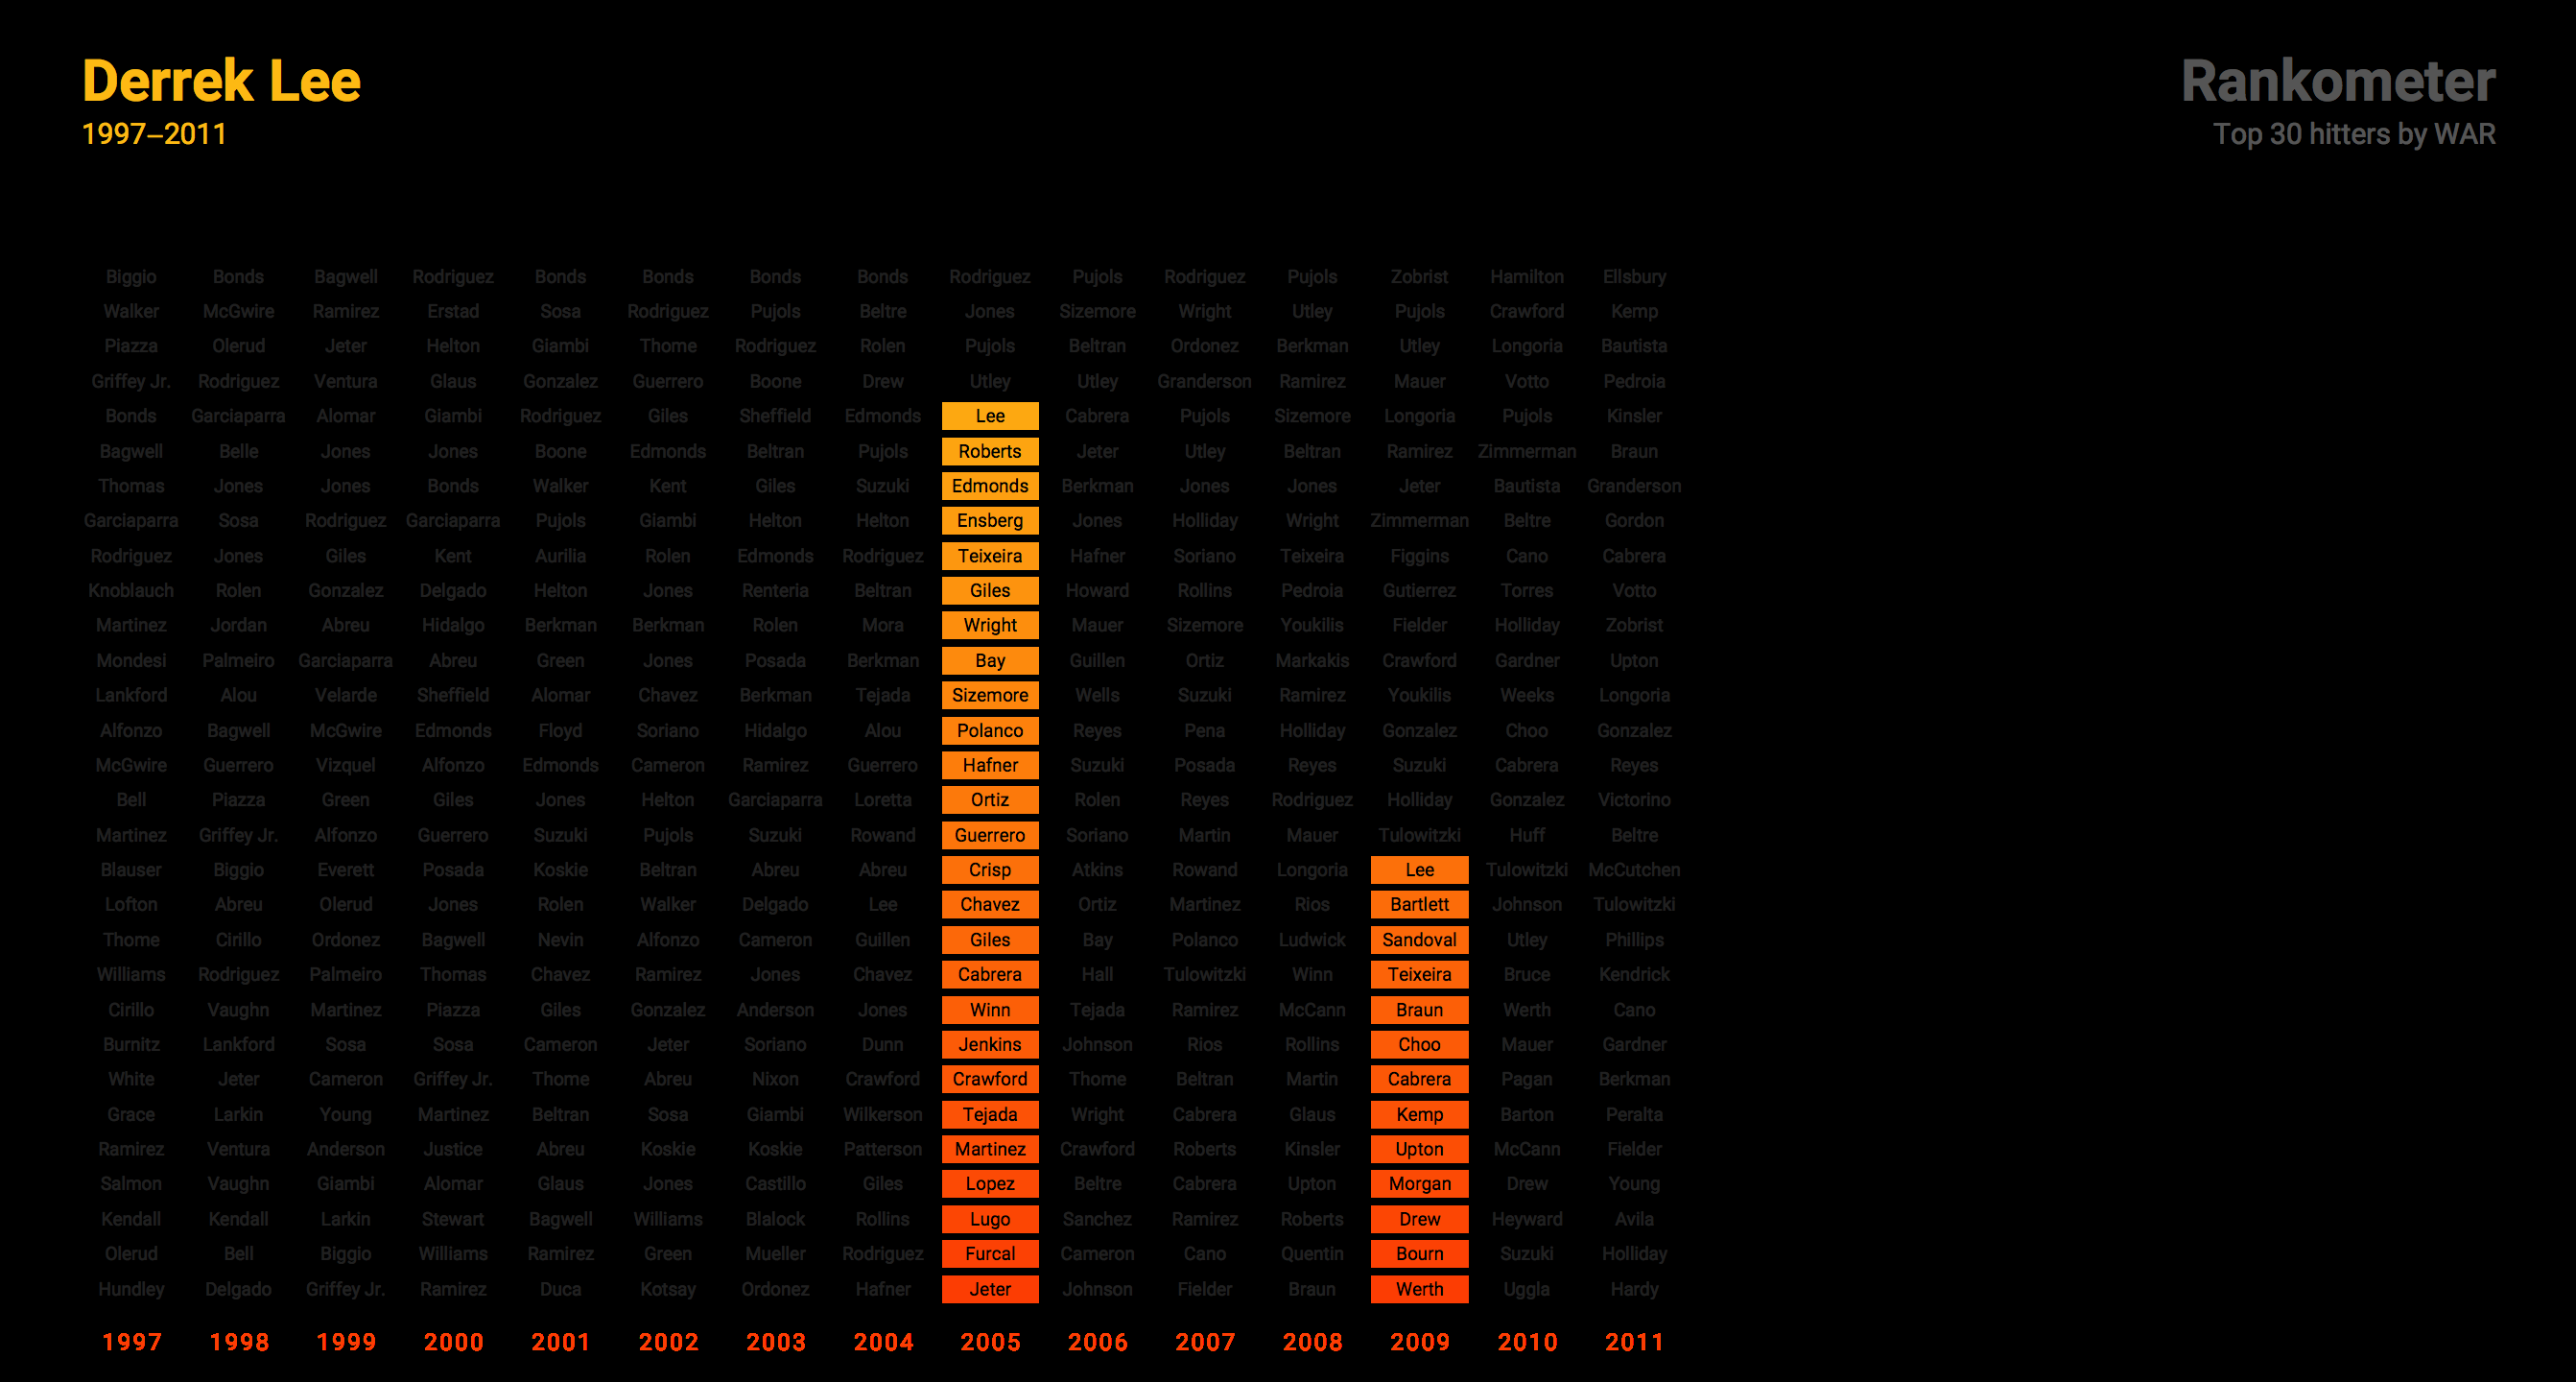 Derrek Lee
1997–2011
Rankometer
Top 30 hitters by WAR
Biggio Bonds Bagwell Rodriguez Bonds Bonds Bonds Bonds Rodriguez Pujols Rodriguez Pujols Zobrist Hamilton Ellsbury
Walker McGwire Ramirez Erstad Sosa Rodriguez Pujols Beltre Jones Sizemore Wright Utley Pujols Crawford Kemp
Piazza Olerud Jeter Helton Giambi Thome Rodriguez Rolen Pujols Beltran Ordonez Berkman Utley Longoria Bautista
Griffey Jr. Rodriguez Ventura Glaus Gonzalez Guerrero Boone Drew Utley Utley Granderson Ramirez Mauer Votto Pedroia
Bonds Garciaparra Alomar Giambi Rodriguez Giles Sheffield Edmonds Lee Cabrera Pujols Sizemore Longoria Pujols Kinsler
Bagwell Belle Jones Jones Boone Edmonds Beltran Pujols Roberts Jeter Utley Beltran Ramirez Zimmerman Braun
Thomas Jones Jones Bonds Walker Kent Giles Suzuki Edmonds Berkman Jones Jones Jeter Bautista Granderson
Garciaparra Sosa Rodriguez Garciaparra Pujols Giambi Helton Helton Ensberg Jones Holliday Wright Zimmerman Beltre Gordon
Rodriguez Jones Giles Kent Aurilia Rolen Edmonds Rodriguez Teixeira Hafner Soriano Teixeira Figgins Cano Cabrera
Knoblauch Rolen Gonzalez Delgado Helton Jones Renteria Beltran Giles Howard Rollins Pedroia Gutierrez Torres Votto
Martinez Jordan Abreu Hidalgo Berkman Berkman Rolen Mora Wright Mauer Sizemore Youkilis Fielder Holliday Zobrist
Mondesi Palmeiro Garciaparra Abreu Green Jones Posada Berkman Bay Guillen Ortiz Markakis Crawford Gardner Upton
Lankford Alou Velarde Sheffield Alomar Chavez Berkman Tejada Sizemore Wells Suzuki Ramirez Youkilis Weeks Longoria
Alfonzo Bagwell McGwire Edmonds Floyd Soriano Hidalgo Alou Polanco Reyes Pena Holliday Gonzalez Choo Gonzalez
McGwire Guerrero Vizquel Alfonzo Edmonds Cameron Ramirez Guerrero Hafner Suzuki Posada Reyes Suzuki Cabrera Reyes
Bell Piazza Green Giles Jones Helton Garciaparra Loretta Ortiz Rolen Reyes Rodriguez Holliday Gonzalez Victorino
Martinez Griffey Jr. Alfonzo Guerrero Suzuki Pujols Suzuki Rowand Guerrero Soriano Martin Mauer Tulowitzki Huff Beltre
Blauser Biggio Everett Posada Koskie Beltran Abreu Abreu Crisp Atkins Rowand Longoria Lee Tulowitzki McCutchen
Lofton Abreu Olerud Jones Rolen Walker Delgado Lee Chavez Ortiz Martinez Rios Bartlett Johnson Tulowitzki
Thome Cirillo Ordonez Bagwell Nevin Alfonzo Cameron Guillen Giles Bay Polanco Ludwick Sandoval Utley Phillips
Williams Rodriguez Palmeiro Thomas Chavez Ramirez Jones Chavez Cabrera Hall Tulowitzki Winn Teixeira Bruce Kendrick
Cirillo Vaughn Martinez Piazza Giles Gonzalez Anderson Jones Winn Tejada Ramirez McCann Braun Werth Cano
Burnitz Lankford Sosa Sosa Cameron Jeter Soriano Dunn Jenkins Johnson Rios Rollins Choo Mauer Gardner
White Jeter Cameron Griffey Jr. Thome Abreu Nixon Crawford Crawford Thome Beltran Martin Cabrera Pagan Berkman
Grace Larkin Young Martinez Beltran Sosa Giambi Wilkerson Tejada Wright Cabrera Glaus Kemp Barton Peralta
Ramirez Ventura Anderson Justice Abreu Koskie Koskie Patterson Martinez Crawford Roberts Kinsler Upton McCann Fielder
Salmon Vaughn Giambi Alomar Glaus Jones Castillo Giles Lopez Beltre Cabrera Upton Morgan Drew Young
Kendall Kendall Larkin Stewart Bagwell Williams Blalock Rollins Lugo Sanchez Ramirez Roberts Drew Heyward Avila
Olerud Bell Biggio Williams Ramirez Green Mueller Rodriguez Furcal Cameron Cano Quentin Bourn Suzuki Holliday
Hundley Delgado Griffey Jr. Ramirez Duca Kotsay Ordonez Hafner Jeter Johnson Fielder Braun Werth Uggla Hardy
1997 1998 1999 2000 2001 2002 2003 2004 2005 2006 2007 2008 2009 2010 2011